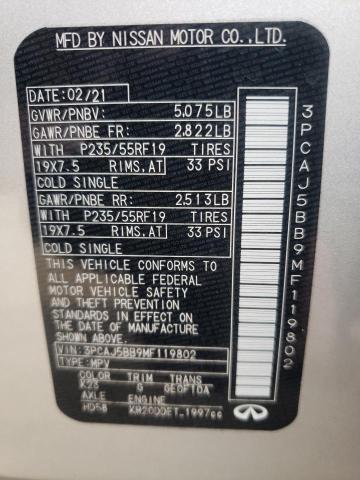 MFD BY NISSAN MOTOR CO., LTD.
DATE: 02/21
GVWR/PNBV: 5,075LB
GAWR/PNBE FR: 2,822LB
WITH P235/55RF19 TIRES
19X7.5 RIMS,AT 33 PSI
COLD SINGLE
GAWR/PNBE RR: 2,513LB
WITH P235/55RF19 TIRES
19X7.5 RIMS,AT 33 PSI
COLD SINGLE
THIS VEHICLE CONFORMS TO
ALL APPLICABLE FEDERAL
MOTOR VEHICLE SAFETY
AND THEFT PREVENTION
STANDARDS IN EFFECT
ON THE DATE OF MANUFACTURE
SHOWN ABOVE.
VIN: 3PCAJ5BB9MF119802
TYPE: MPV
COLOR TRIM TRANS
G
AXLE ENGINE
KR20DDET 1997cc
3PCAJ5BB9MF119802